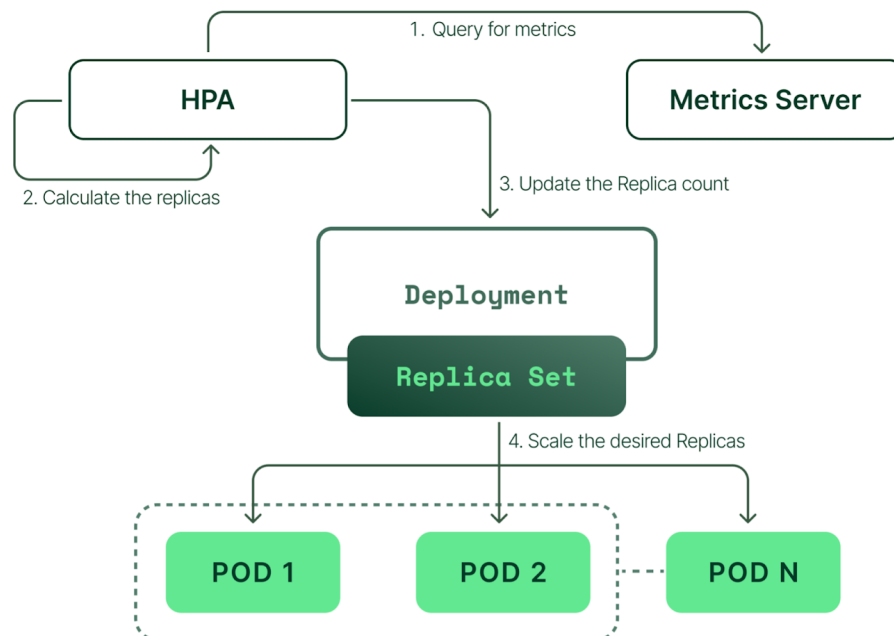 1. Query for metrics
HPA
Metrics Server
2. Calculate the replicas
3. Update the Replica count
Deployment
Replica Set
4. Scale the desired Replicas
POD 1
POD 2
POD N